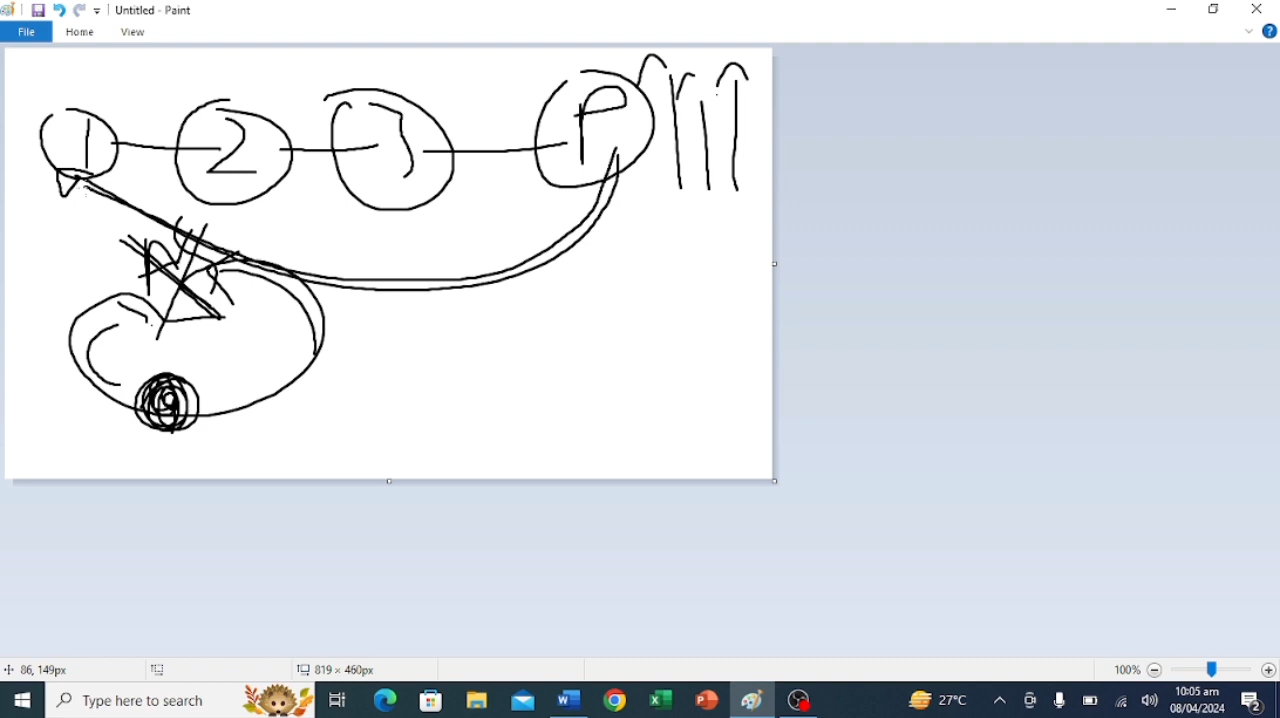 Untitled - Paint
File Home View
1 2 3 P
86, 149px
819 × 460px
100%
Type here to search
27°C
10:05 am
08/04/2024
2